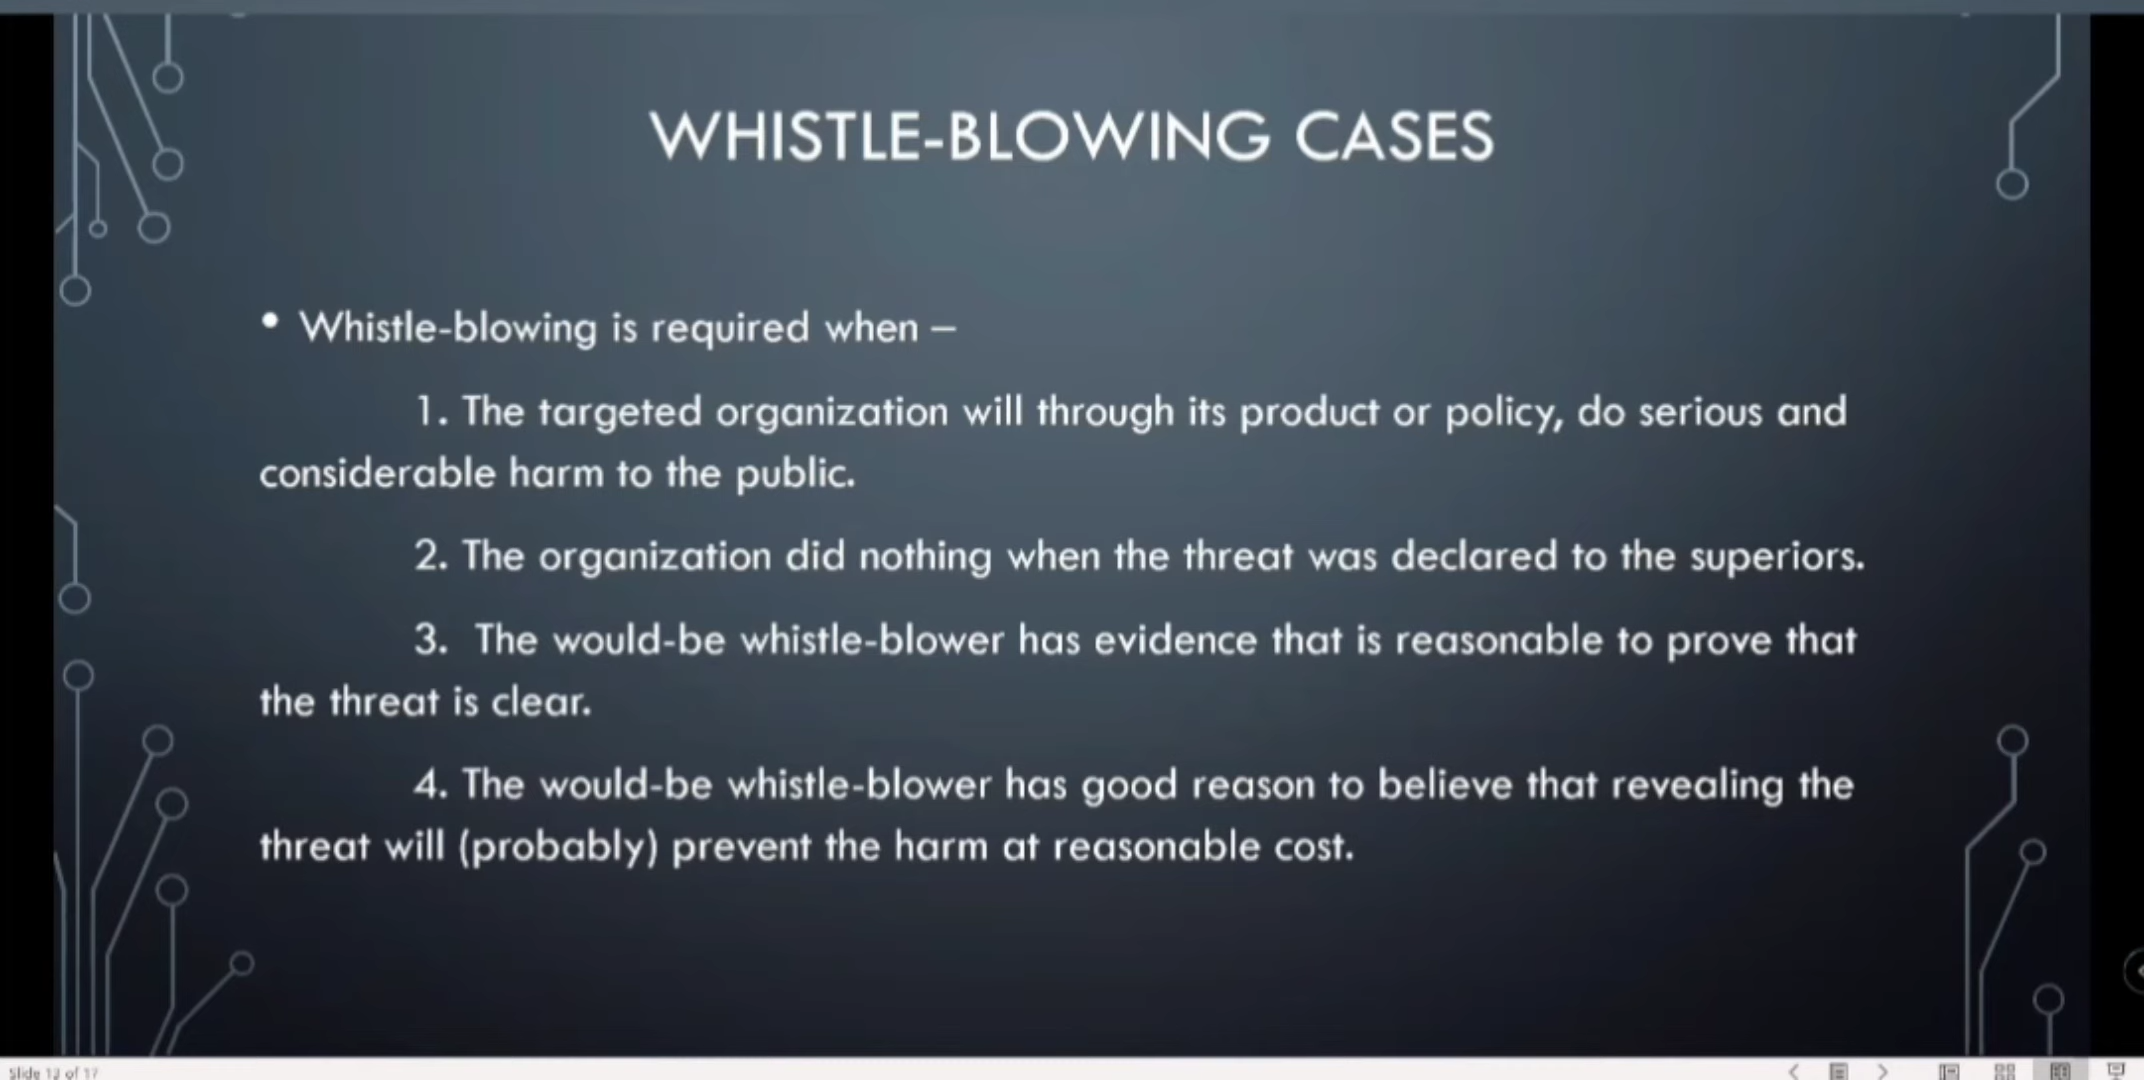 WHISTLE-BLOWING CASES
• Whistle-blowing is required when –
1. The targeted organization will through its product or policy, do serious and
considerable harm to the public.
2. The organization did nothing when the threat was declared to the superiors.
3. The would-be whistle-blower has evidence that is reasonable to prove that
the threat is clear.
4. The would-be whistle-blower has good reason to believe that revealing the
threat will (probably) prevent the harm at reasonable cost.
Slide 12 of 17